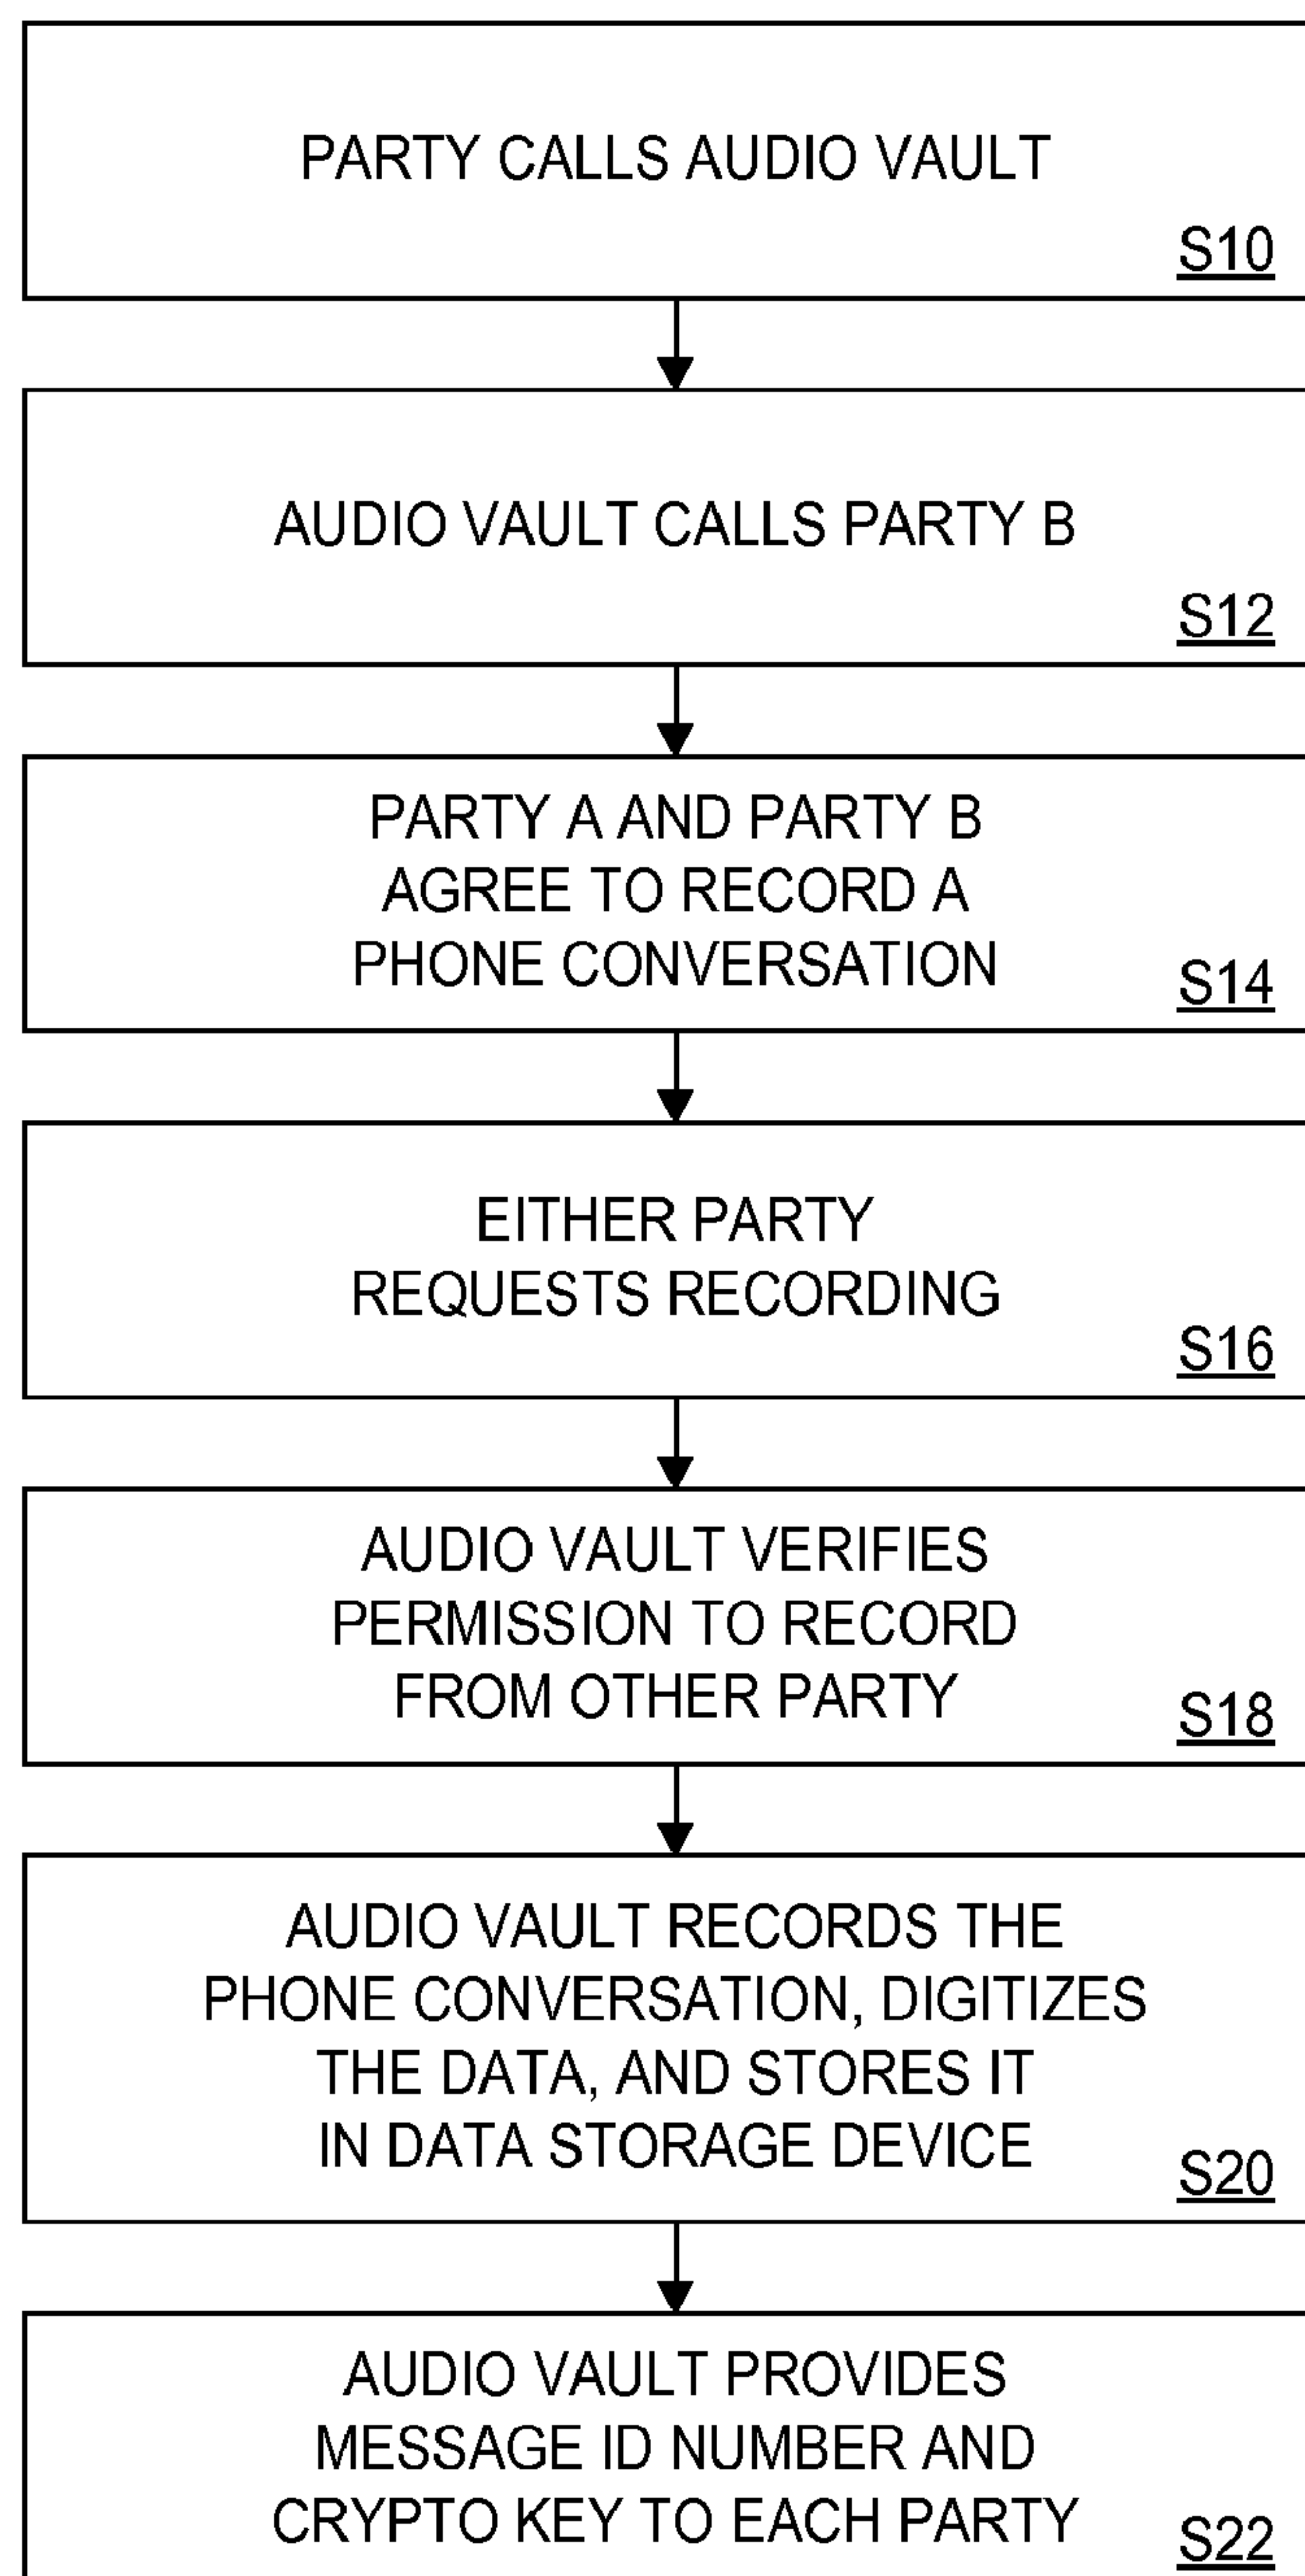 PARTY CALLS AUDIO VAULT
S10
AUDIO VAULT CALLS PARTY B
S12
PARTY A AND PARTY B
AGREE TO RECORD A
PHONE CONVERSATION
S14
EITHER PARTY
REQUESTS RECORDING
S16
AUDIO VAULT VERIFIES
PERMISSION TO RECORD
FROM OTHER PARTY
S18
AUDIO VAULT RECORDS THE
PHONE CONVERSATION, DIGITIZES
THE DATA, AND STORES IT
IN DATA STORAGE DEVICE
S20
AUDIO VAULT PROVIDES
MESSAGE ID NUMBER AND
CRYPTO KEY TO EACH PARTY
S22